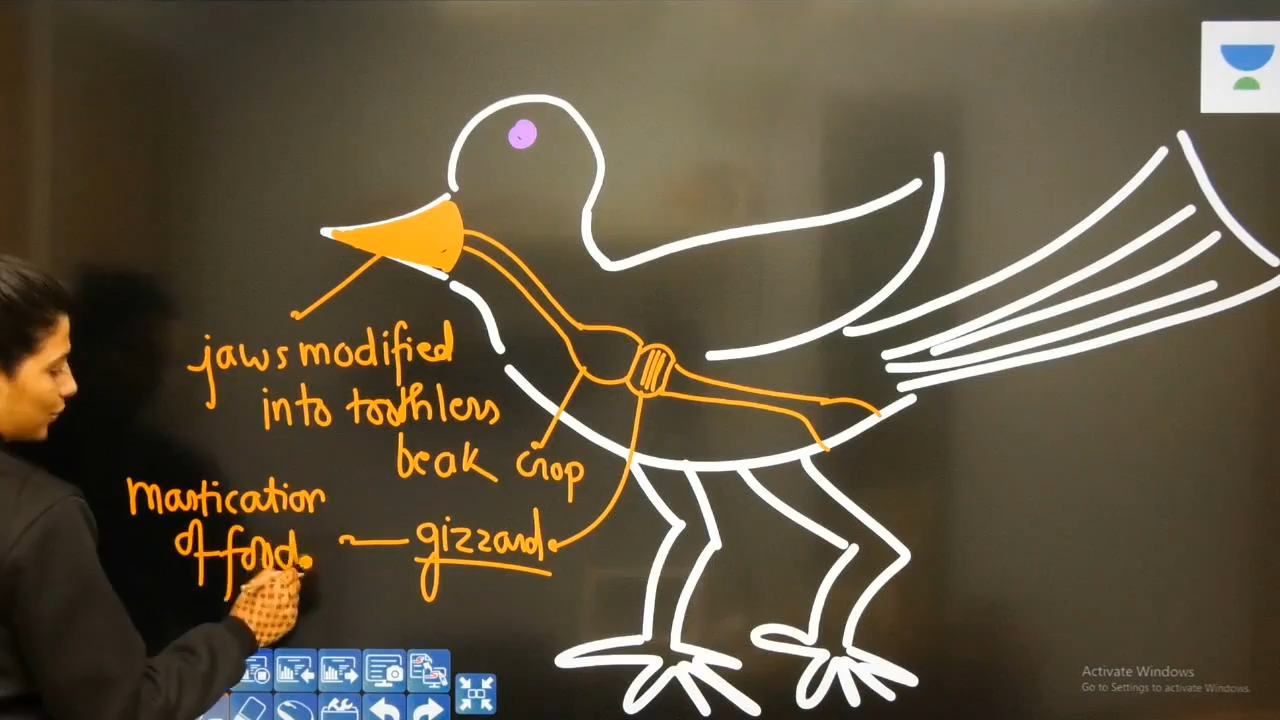 jaws modified
into toothless
beak
crop
Mastication
of food.
gizzard
Activate Windows
Go to Settings to activate Windows.